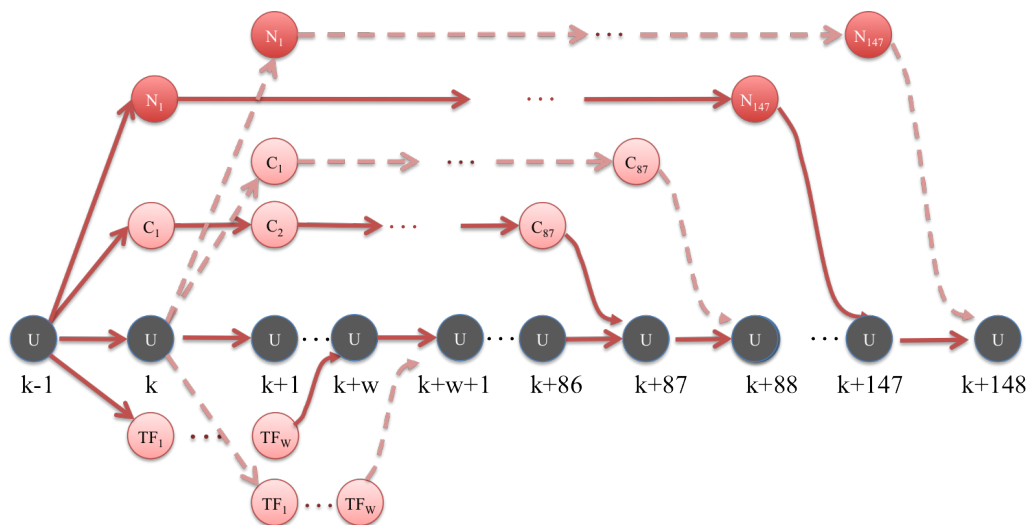 N1 ... N147
N1 ... N147
C1 ... C87
C1 C2 ... C87
U U U ... U U ... U U U ... U U
k-1 k k+1 k+w k+w+1 k+86 k+87 k+88 k+147 k+148
TF1 ... TFW
TF1 ... TFW